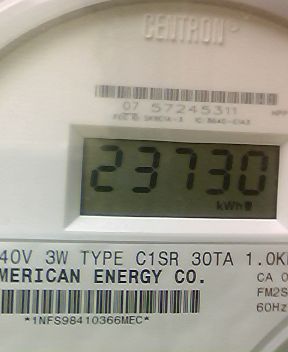 CENTRON®
07 57245311
23730
kWh
40V 3W TYPE C1SR 30TA 1.0K
MERICAN ENERGY CO.
CA 0
FM2S
60Hz
*1NFS98410366MEC*